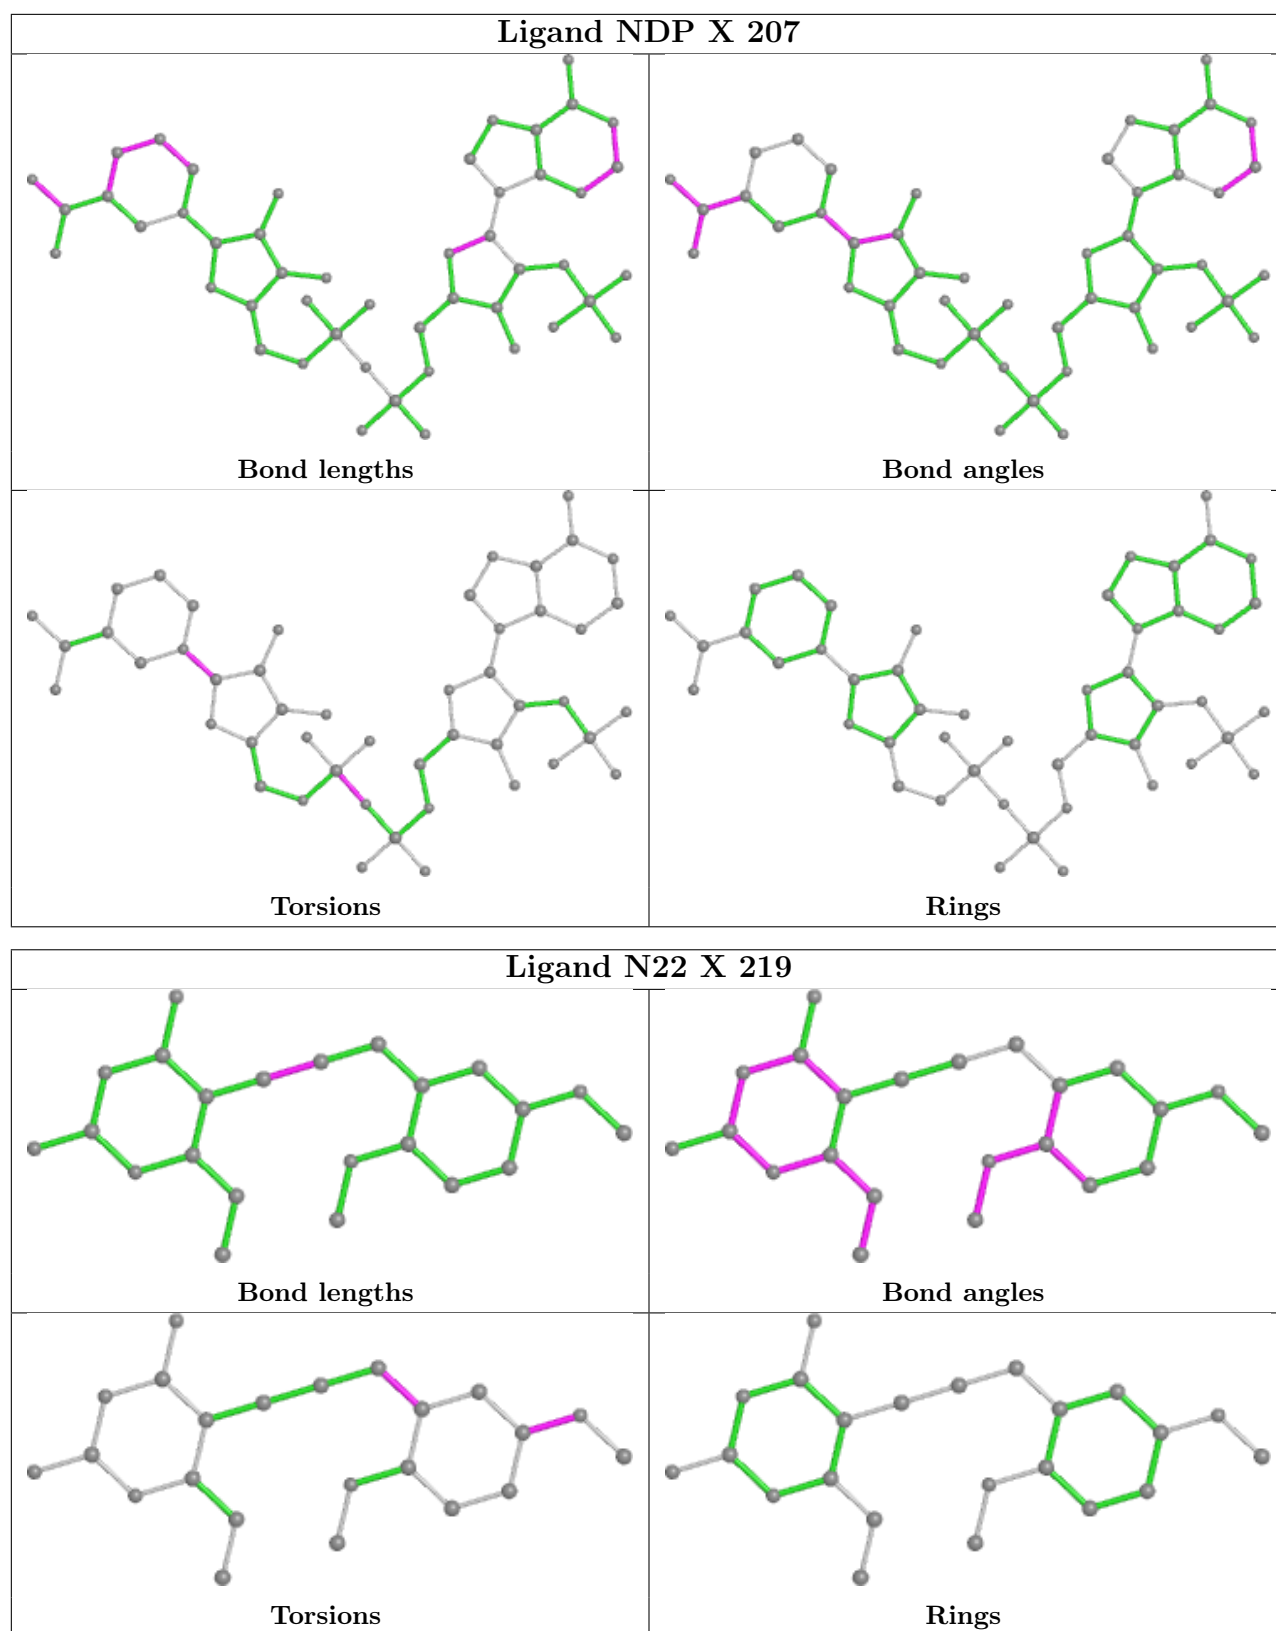 Ligand NDP X 207
Bond lengths
Bond angles
Torsions
Rings
Ligand N22 X 219
Bond lengths
Bond angles
Torsions
Rings